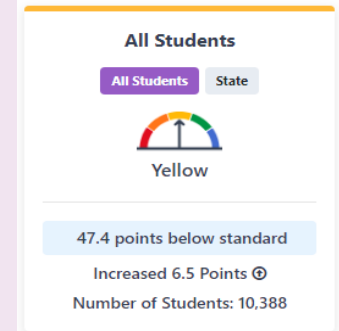 All Students
All Students State
Yellow
47.4 points below standard
Increased 6.5 Points
Number of Students: 10,388